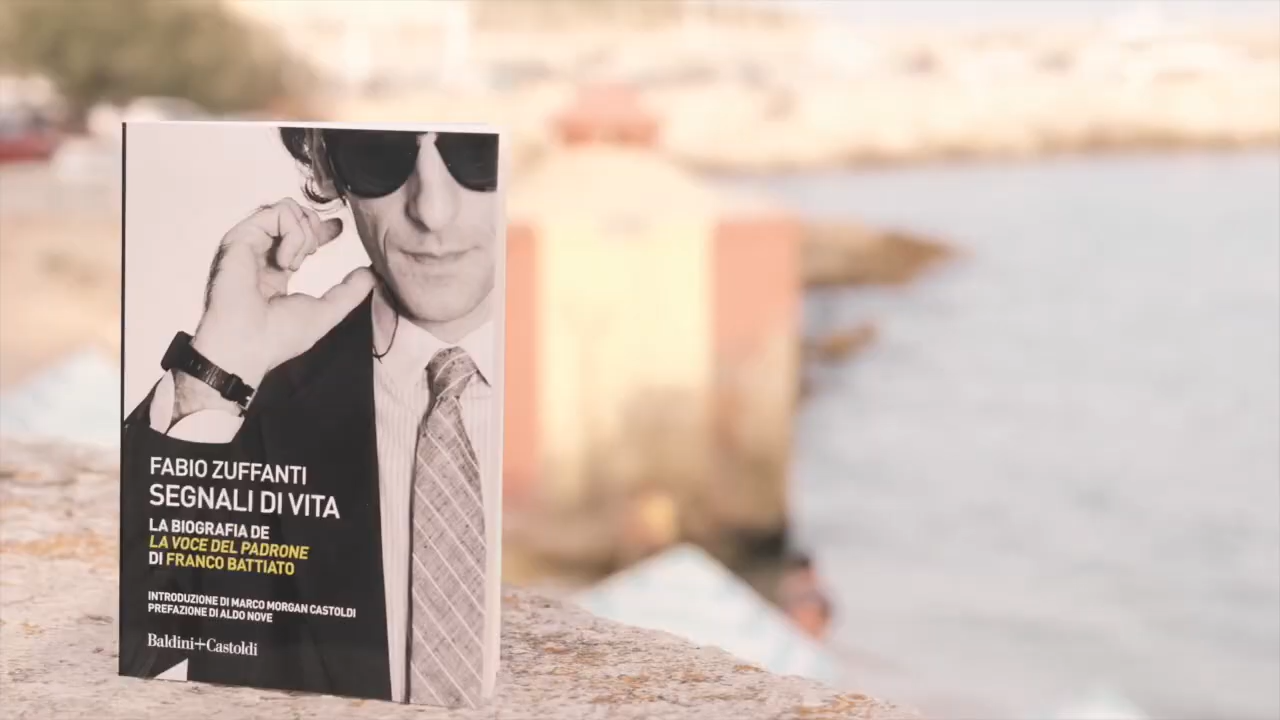 FABIO ZUFFANTI
SEGNALI DI VITA
LA BIOGRAFIA DE
LA VOCE DEL PADRONE
DI FRANCO BATTIATO
INTRODUZIONE DI MARCO MORGAN CASTOLDI
PREFAZIONE DI ALDO NOVE
Baldini+Castoldi